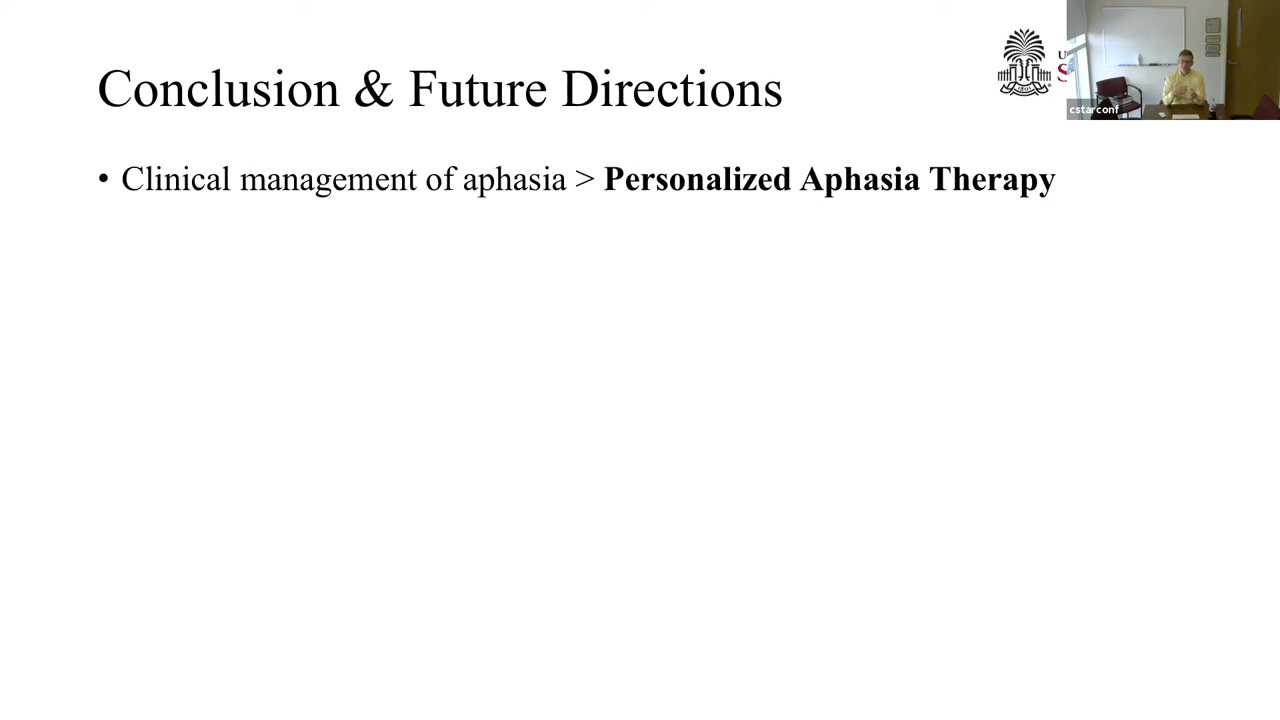 Conclusion & Future Directions
U
S
cstarconf
• Clinical management of aphasia > Personalized Aphasia Therapy